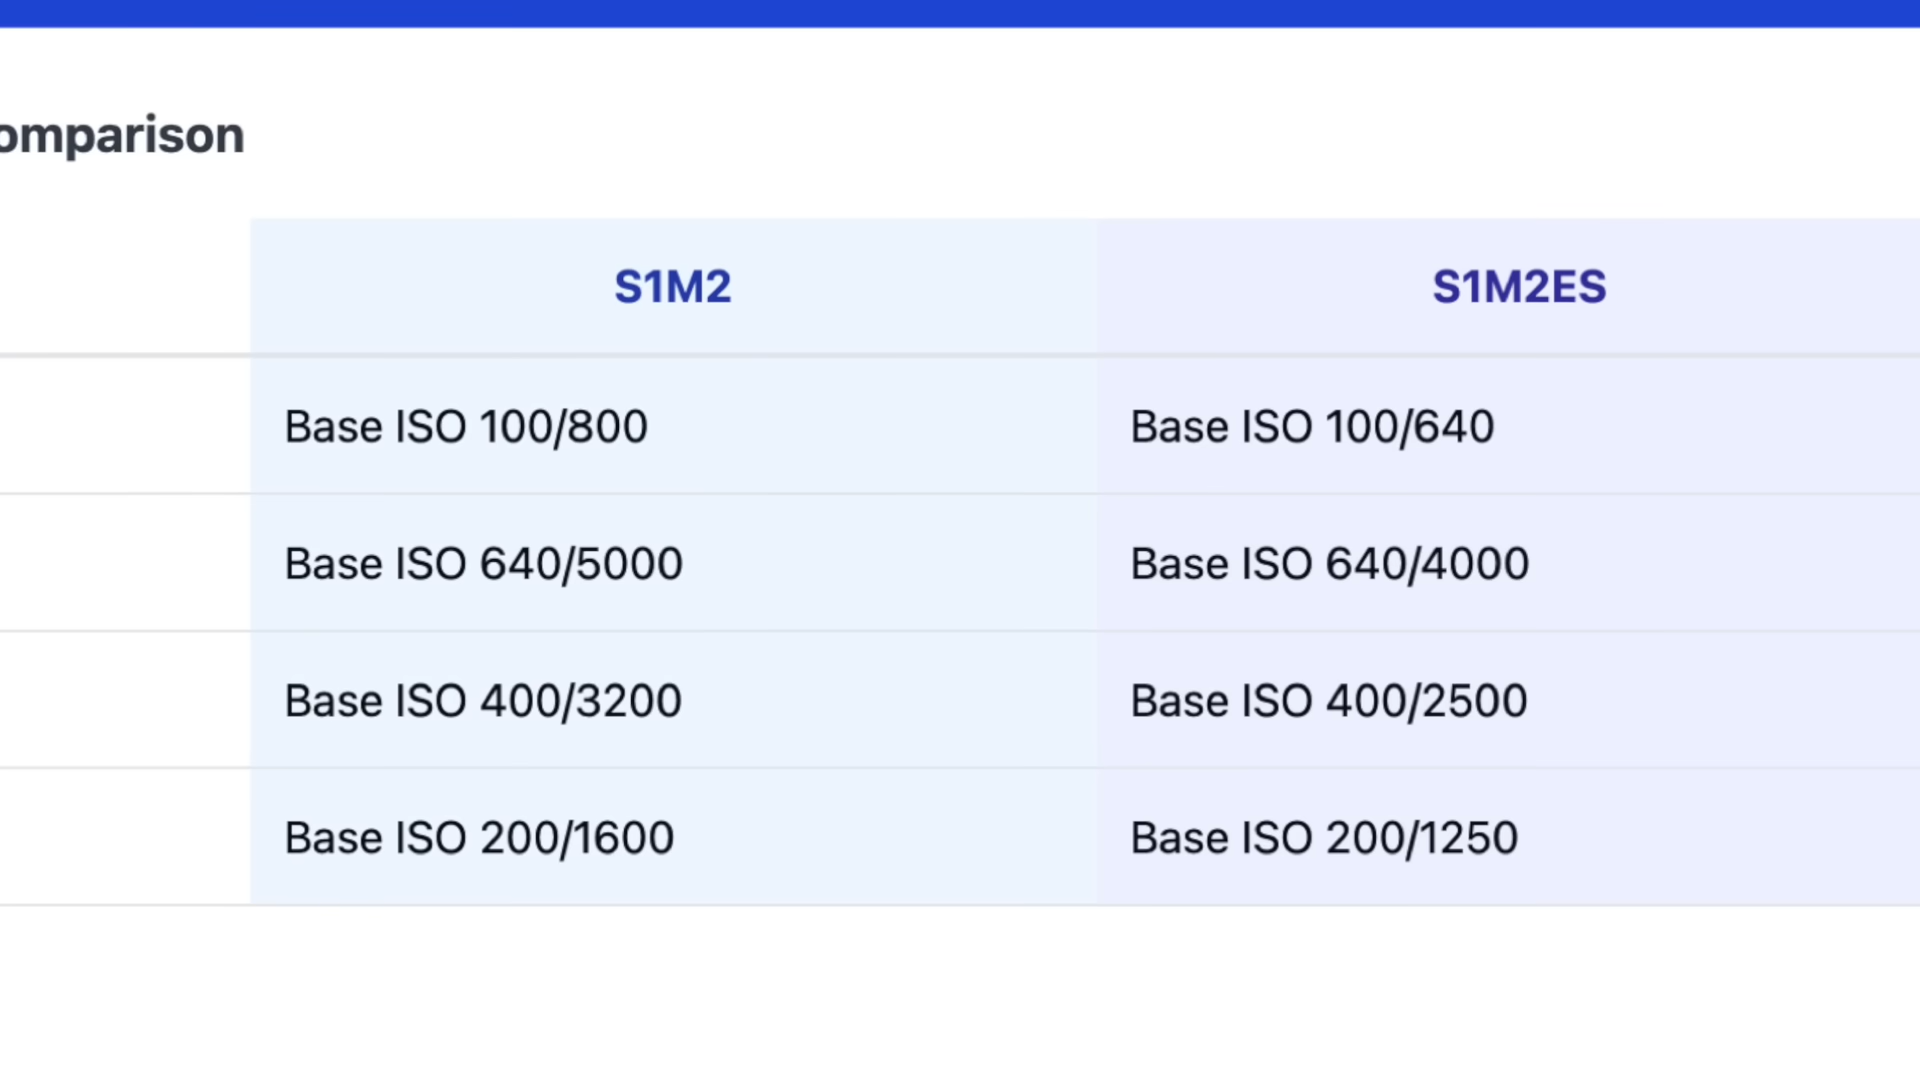 omparison
S1M2 S1M2ES
Base ISO 100/800 Base ISO 100/640
Base ISO 640/5000 Base ISO 640/4000
Base ISO 400/3200 Base ISO 400/2500
Base ISO 200/1600 Base ISO 200/1250